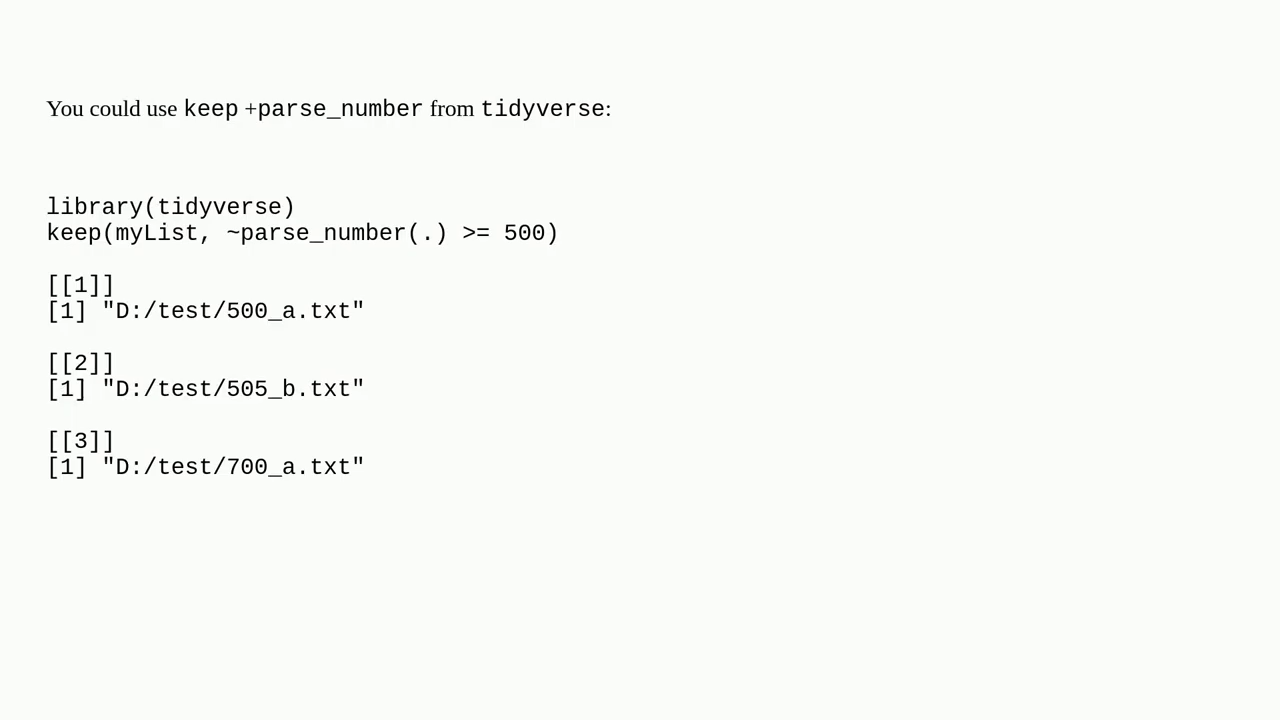 You could use keep +parse_number from tidyverse:
library(tidyverse)
keep(myList, ~parse_number(.) >= 500)
[[1]]
[1] "D:/test/500_a.txt"
[[2]]
[1] "D:/test/505_b.txt"
[[3]]
[1] "D:/test/700_a.txt"